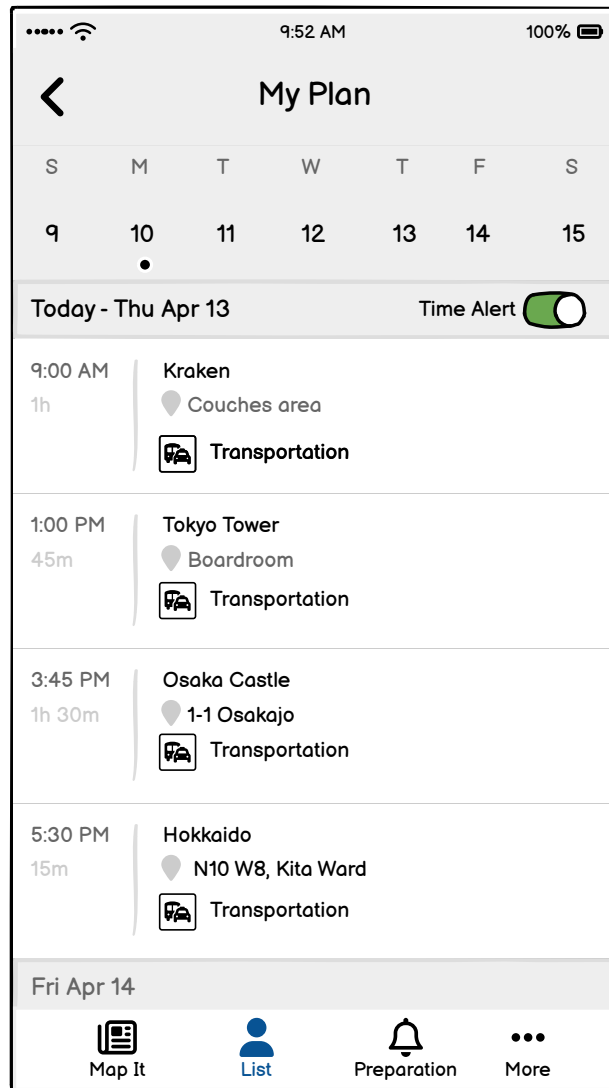 9:52 AM 100%
My Plan
S M T W T F S
9 10 11 12 13 14 15
Today - Thu Apr 13 Time Alert
9:00 AM Kraken
1h Couches area
Transportation
1:00 PM Tokyo Tower
45m Boardroom
Transportation
3:45 PM Osaka Castle
1h 30m 1-1 Osakajo
Transportation
5:30 PM Hokkaido
15m N10 W8, Kita Ward
Transportation
Fri Apr 14
Map It List Preparation More